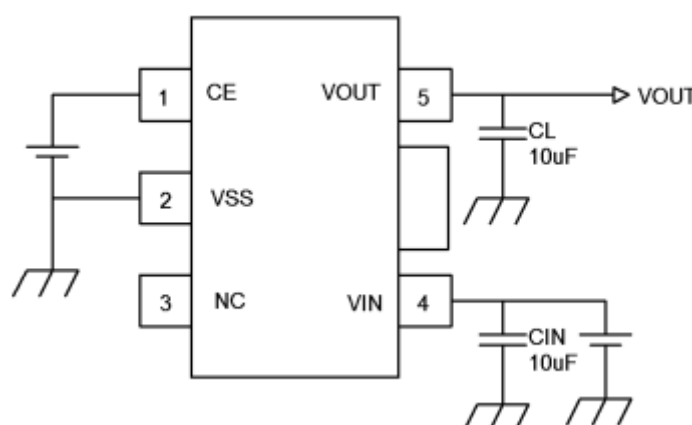 1 CE VOUT 5 VOUT
CL
10uF
2 VSS
3 NC VIN 4
CIN
10uF